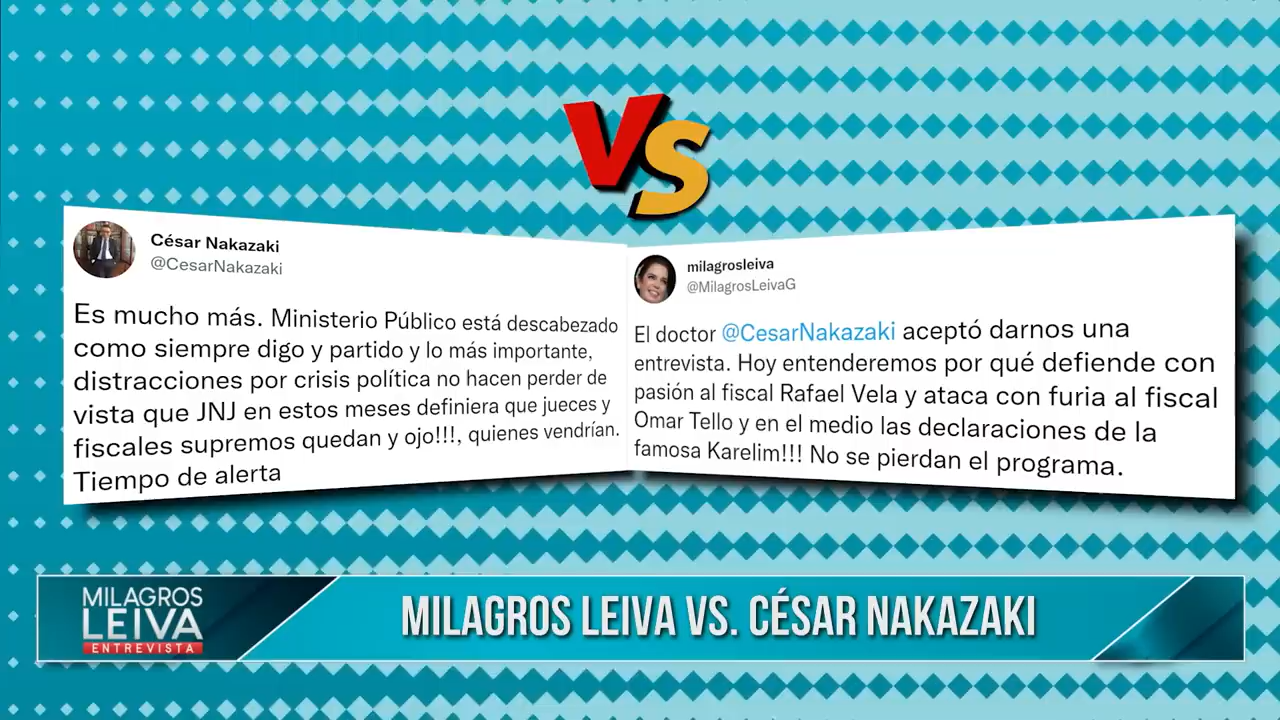 VS
César Nakazaki
@CesarNakazaki
Es mucho más. Ministerio Público está descabezado
como siempre digo y partido y lo más importante,
distracciones por crisis política no hacen perder de
vista que JNJ en estos meses definiera que jueces y
fiscales supremos quedan y ojo!!!, quienes vendrían.
Tiempo de alerta
milagrosleiva
@MilagrosLeivaG
El doctor @CesarNakazaki aceptó darnos una
entrevista. Hoy entenderemos por qué defiende con
pasión al fiscal Rafael Vela y ataca con furia al fiscal
Omar Tello y en el medio las declaraciones de la
famosa Karelim!!! No se pierdan el programa.
MILAGROS
LEIVA
ENTREVISTA
MILAGROS LEIVA VS. CÉSAR NAKAZAKI